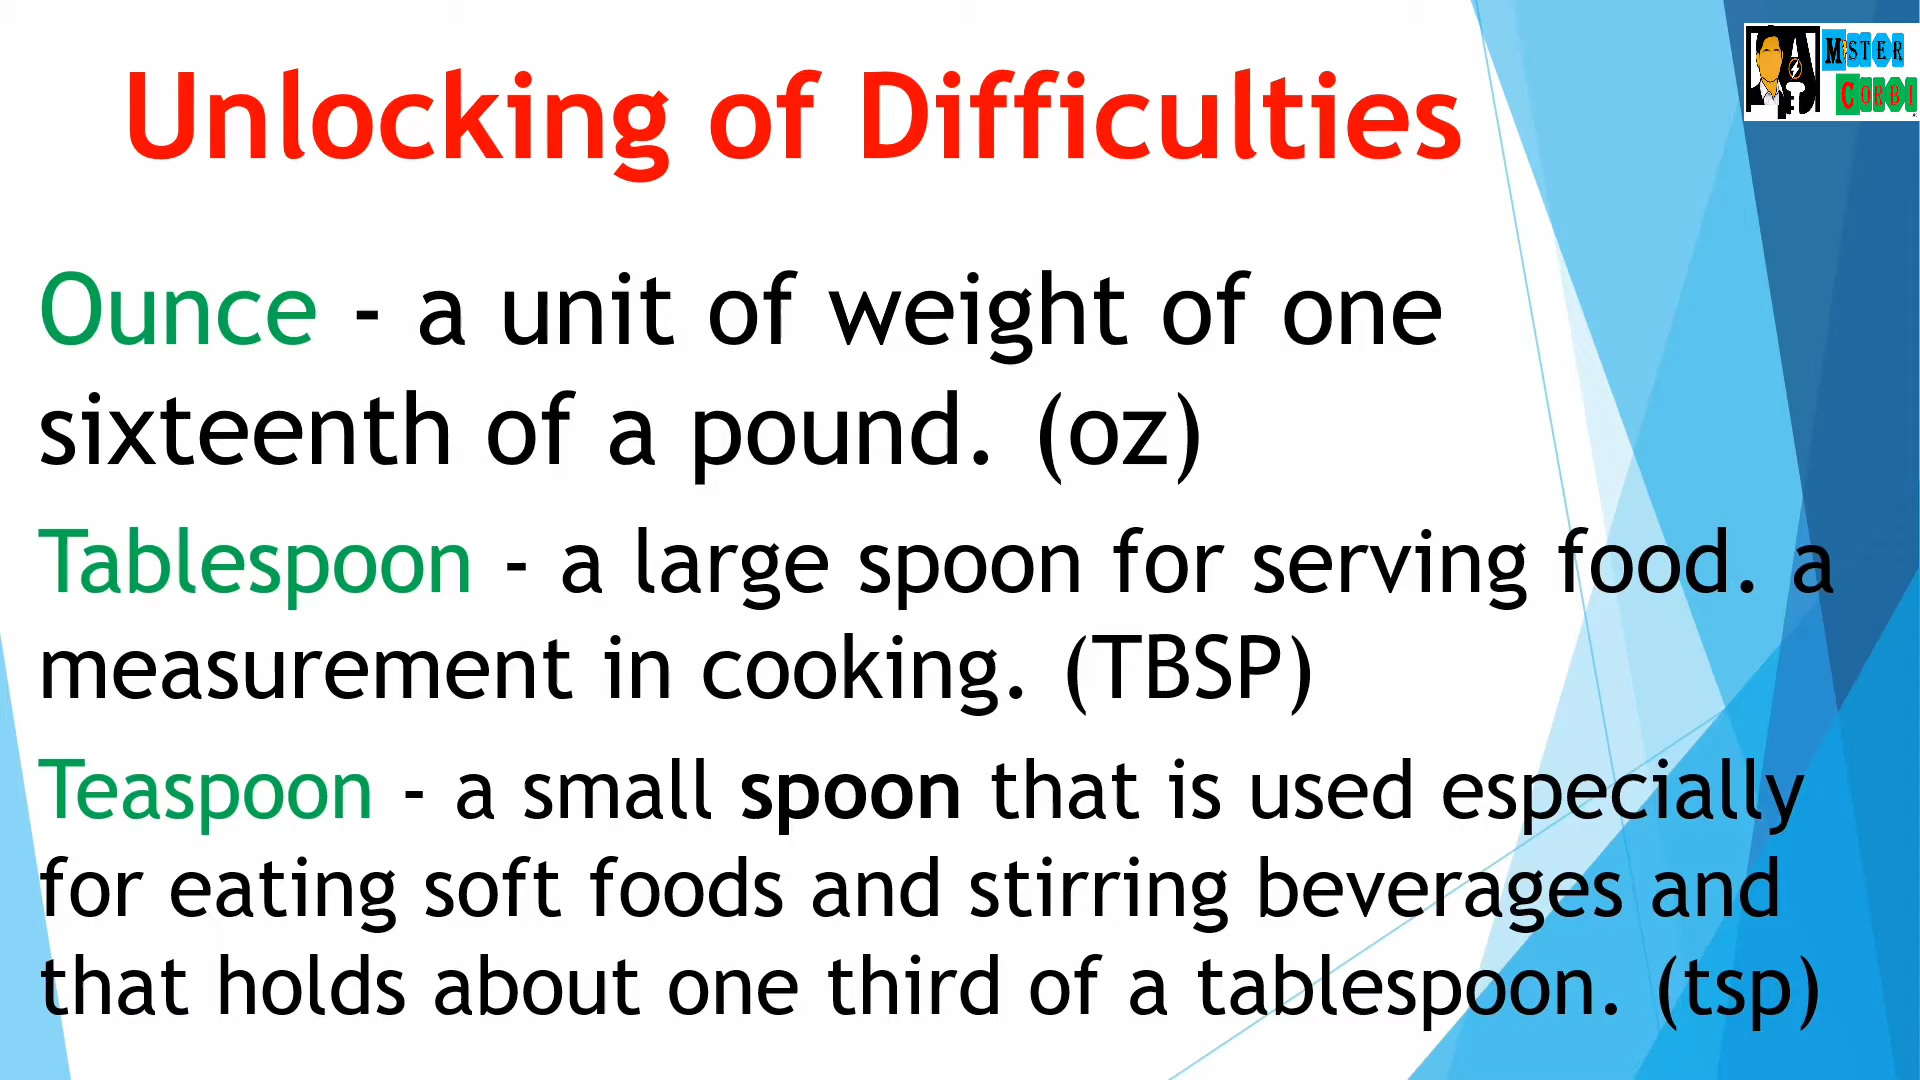 Unlocking of Difficulties
MISTER
CORBI
Ounce - a unit of weight of one
sixteenth of a pound. (oz)
Tablespoon - a large spoon for serving food. a
measurement in cooking. (TBSP)
Teaspoon - a small spoon that is used especially
for eating soft foods and stirring beverages and
that holds about one third of a tablespoon. (tsp)